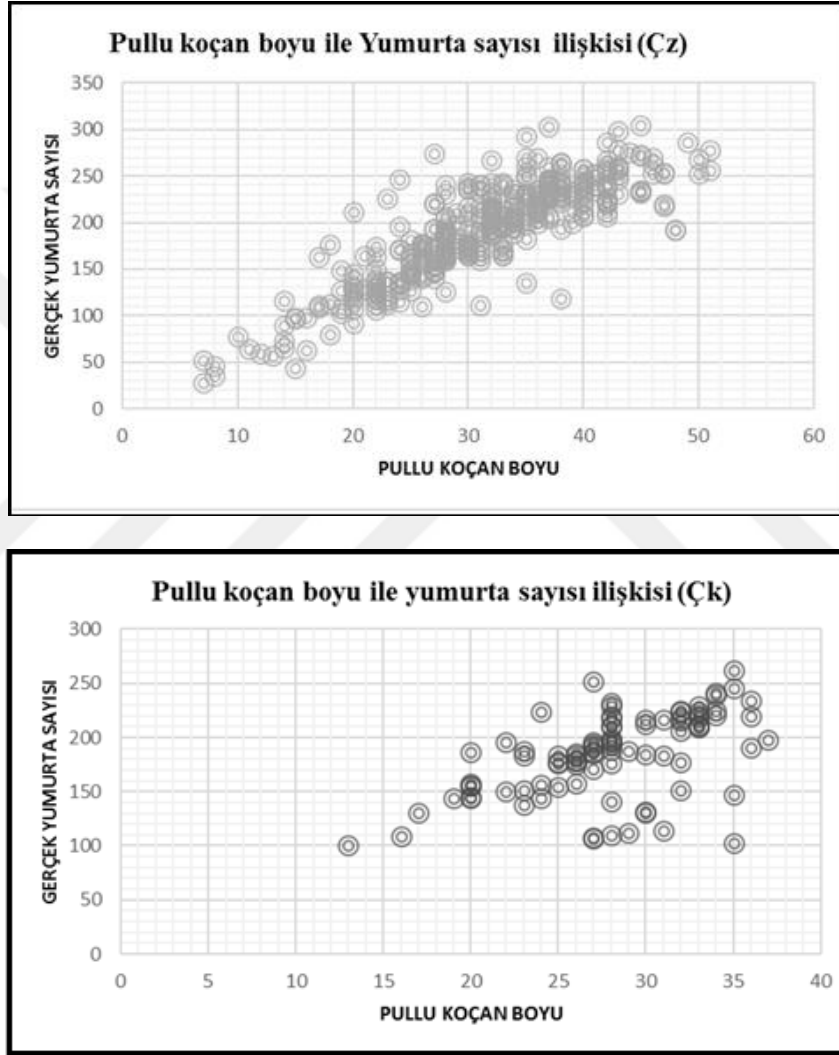 Pullu koçan boyu ile Yumurta sayısı ilişkisi (Çz)
350
300
250
200
150
100
50
0
GERÇEK YUMURTA SAYISI
0 10 20 30 40 50 60
PULLU KOÇAN BOYU
Pullu koçan boyu ile yumurta sayısı ilişkisi (Çk)
300
250
200
150
100
50
0
GERÇEK YUMURTA SAYISI
0 5 10 15 20 25 30 35 40
PULLU KOÇAN BOYU